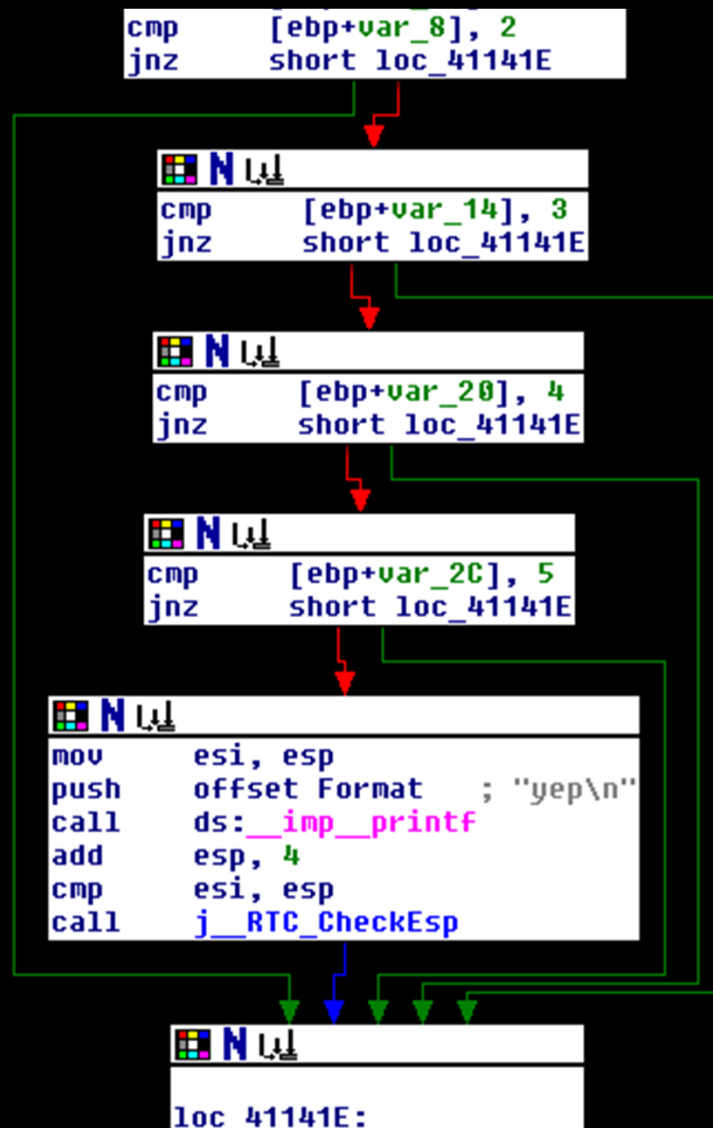 cmp [ebp+var_8], 2
jnz short loc_41141E
N
cmp [ebp+var_14], 3
jnz short loc_41141E
N
cmp [ebp+var_20], 4
jnz short loc_41141E
N
cmp [ebp+var_2C], 5
jnz short loc_41141E
N
mov esi, esp
push offset Format ; "yep\n"
call ds:__imp__printf
add esp, 4
cmp esi, esp
call j__RTC_CheckEsp
N
loc_41141E: